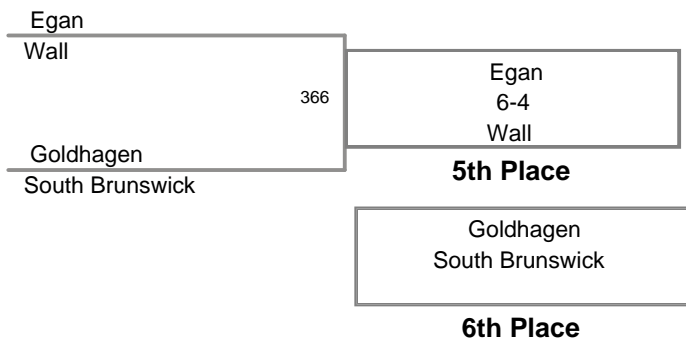 Egan
Wall
366
Goldhagen
South Brunswick
Egan
6-4
Wall
5th Place
Goldhagen
South Brunswick
6th Place